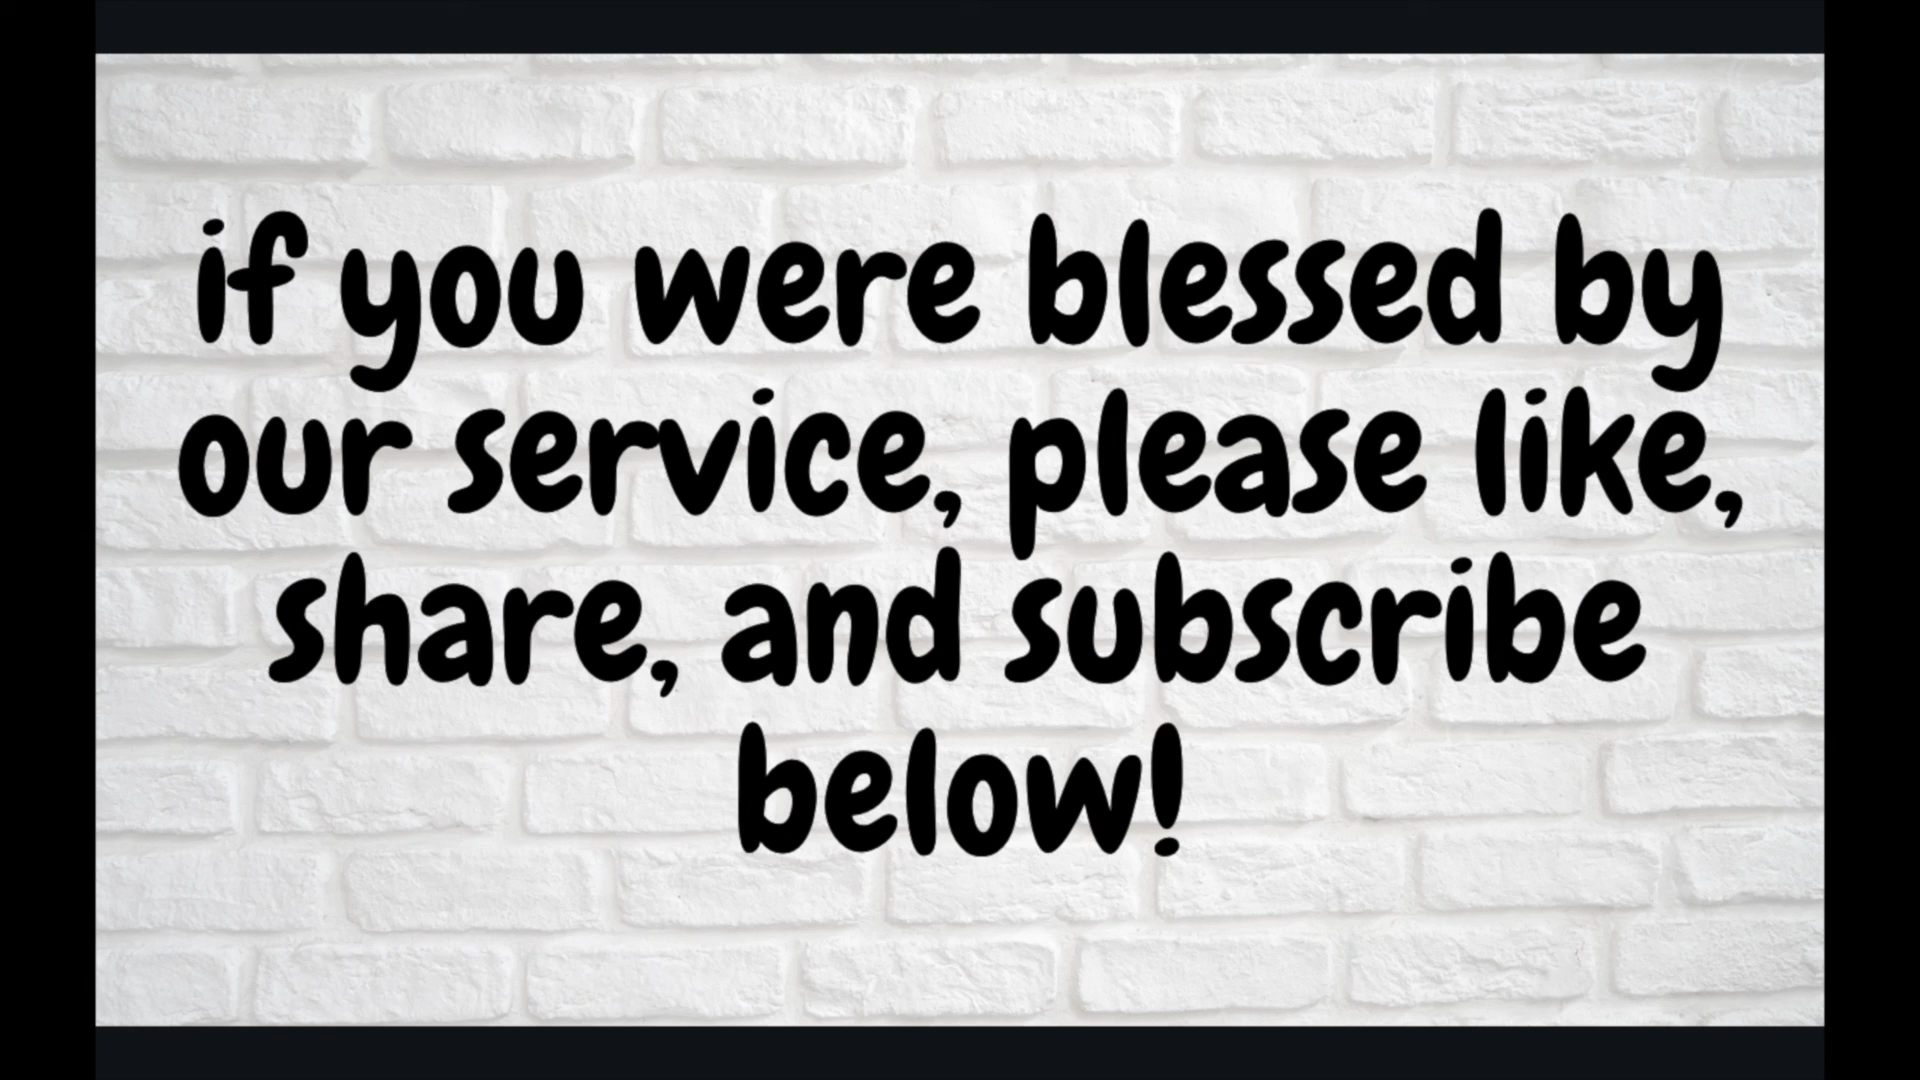 if you were blessed by
our service, please like,
share, and subscribe
below!